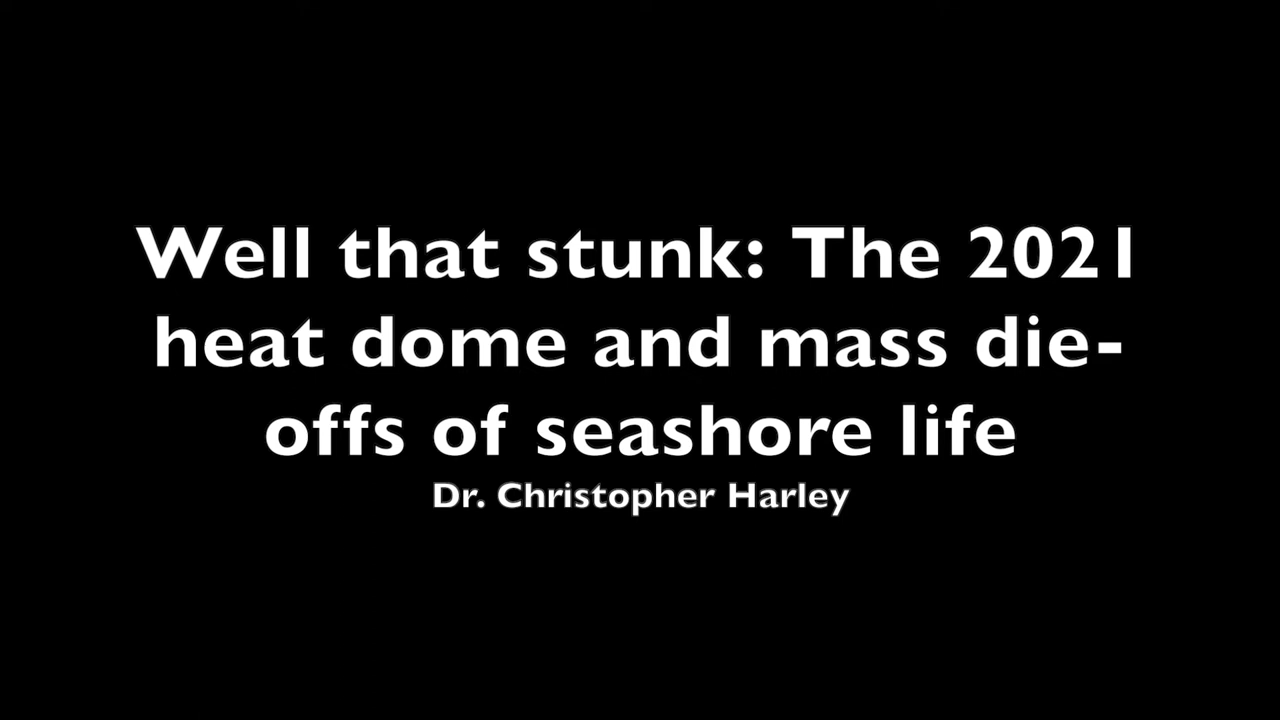 Well that stunk: The 2021
heat dome and mass die-
offs of seashore life
Dr. Christopher Harley